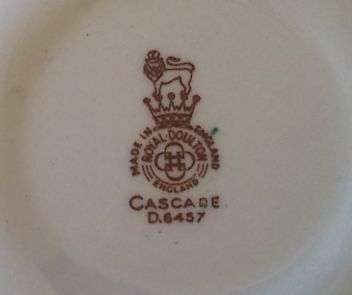 MADE IN ENGLAND
ROYAL·DOULTON
ENGLAND
CASCADE
D.6457